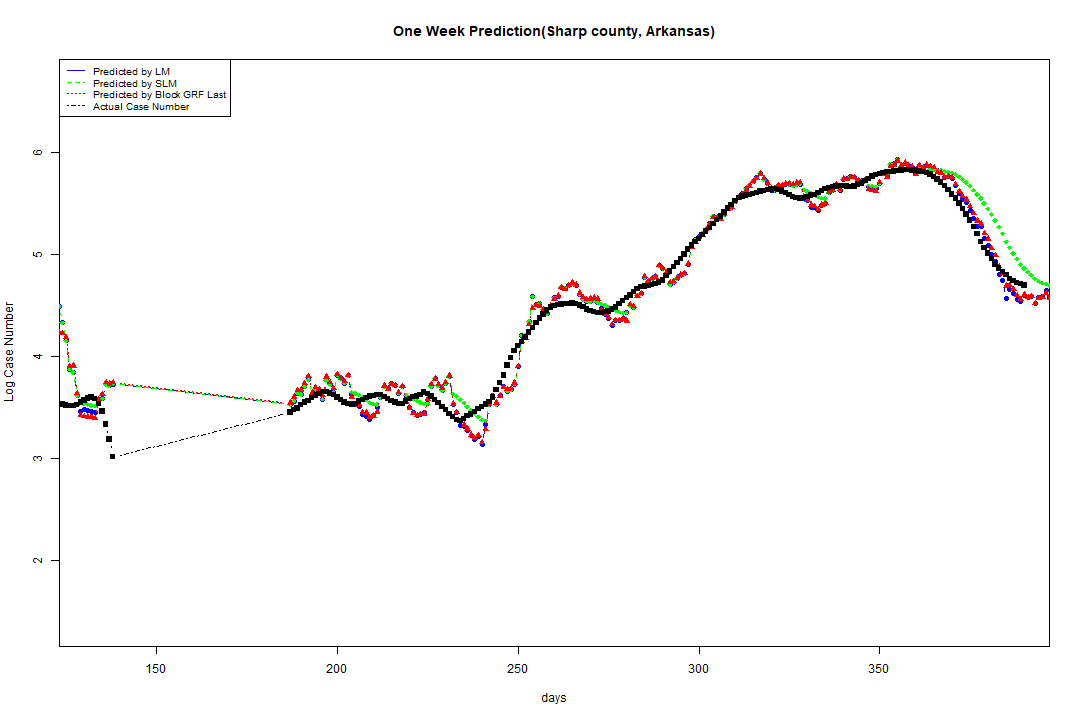 One Week Prediction(Sharp county, Arkansas)
Predicted by LM
Predicted by SLM
Predicted by Block GRF Last
Actual Case Number
Log Case Number
6
5
4
3
2
150 200 250 300 350
days